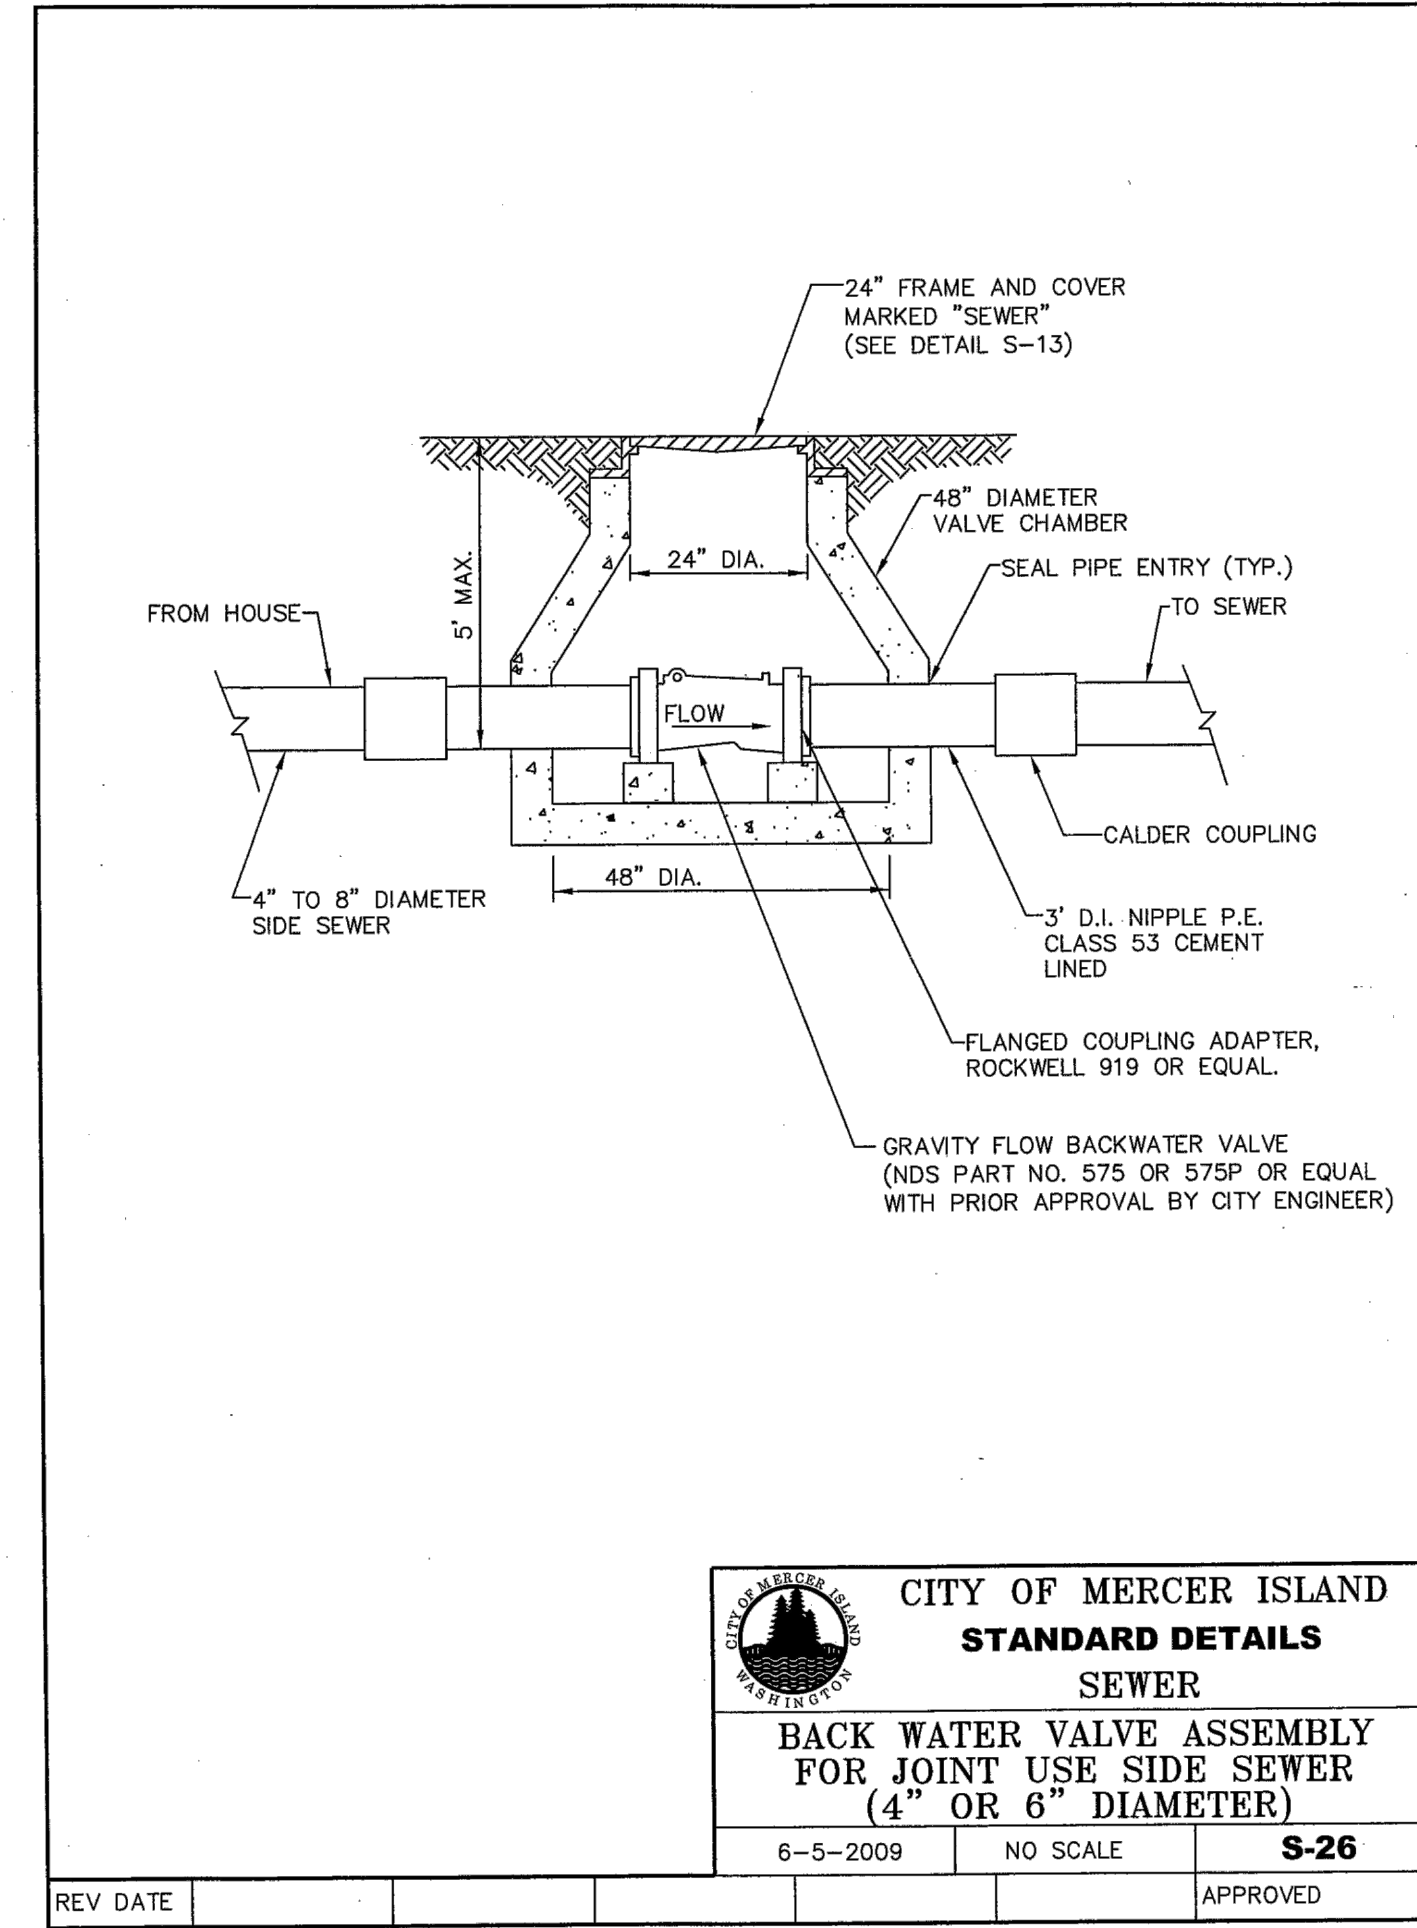 24" FRAME AND COVER
MARKED "SEWER"
(SEE DETAIL S-13)
48" DIAMETER
VALVE CHAMBER
24" DIA.
SEAL PIPE ENTRY (TYP.)
5' MAX.
FROM HOUSE
TO SEWER
FLOW
CALDER COUPLING
48" DIA.
4" TO 8" DIAMETER
SIDE SEWER
3' D.I. NIPPLE P.E.
CLASS 53 CEMENT
LINED
FLANGED COUPLING ADAPTER,
ROCKWELL 919 OR EQUAL.
GRAVITY FLOW BACKWATER VALVE
(NDS PART NO. 575 OR 575P OR EQUAL
WITH PRIOR APPROVAL BY CITY ENGINEER)
CITY OF MERCER ISLAND
WASHINGTON
CITY OF MERCER ISLAND
STANDARD DETAILS
SEWER
BACK WATER VALVE ASSEMBLY
FOR JOINT USE SIDE SEWER
(4" OR 6" DIAMETER)
6-5-2009
NO SCALE
S-26
REV DATE
APPROVED